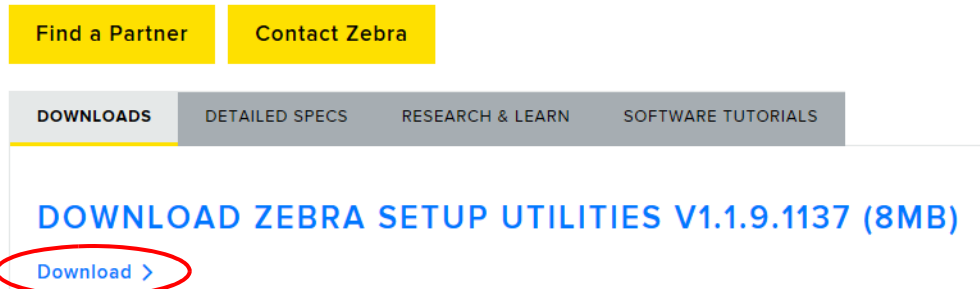 Find a Partner Contact Zebra
DOWNLOADS DETAILED SPECS RESEARCH & LEARN SOFTWARE TUTORIALS
DOWNLOAD ZEBRA SETUP UTILITIES V1.1.9.1137 (8MB)
Download >